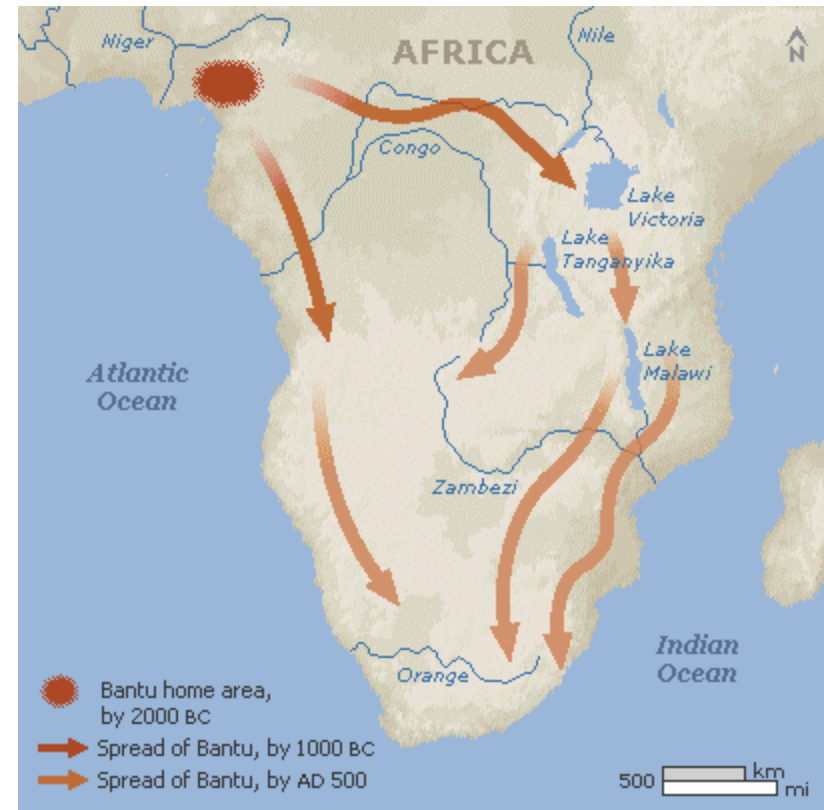 Niger
Nile
AFRICA
N
Congo
Lake
Victoria
Lake
Tanganyika
Lake
Malawi
Atlantic
Ocean
Zambezi
Indian
Ocean
Orange
Bantu home area,
by 2000 BC
Spread of Bantu, by 1000 BC
Spread of Bantu, by AD 500
500 km
mi